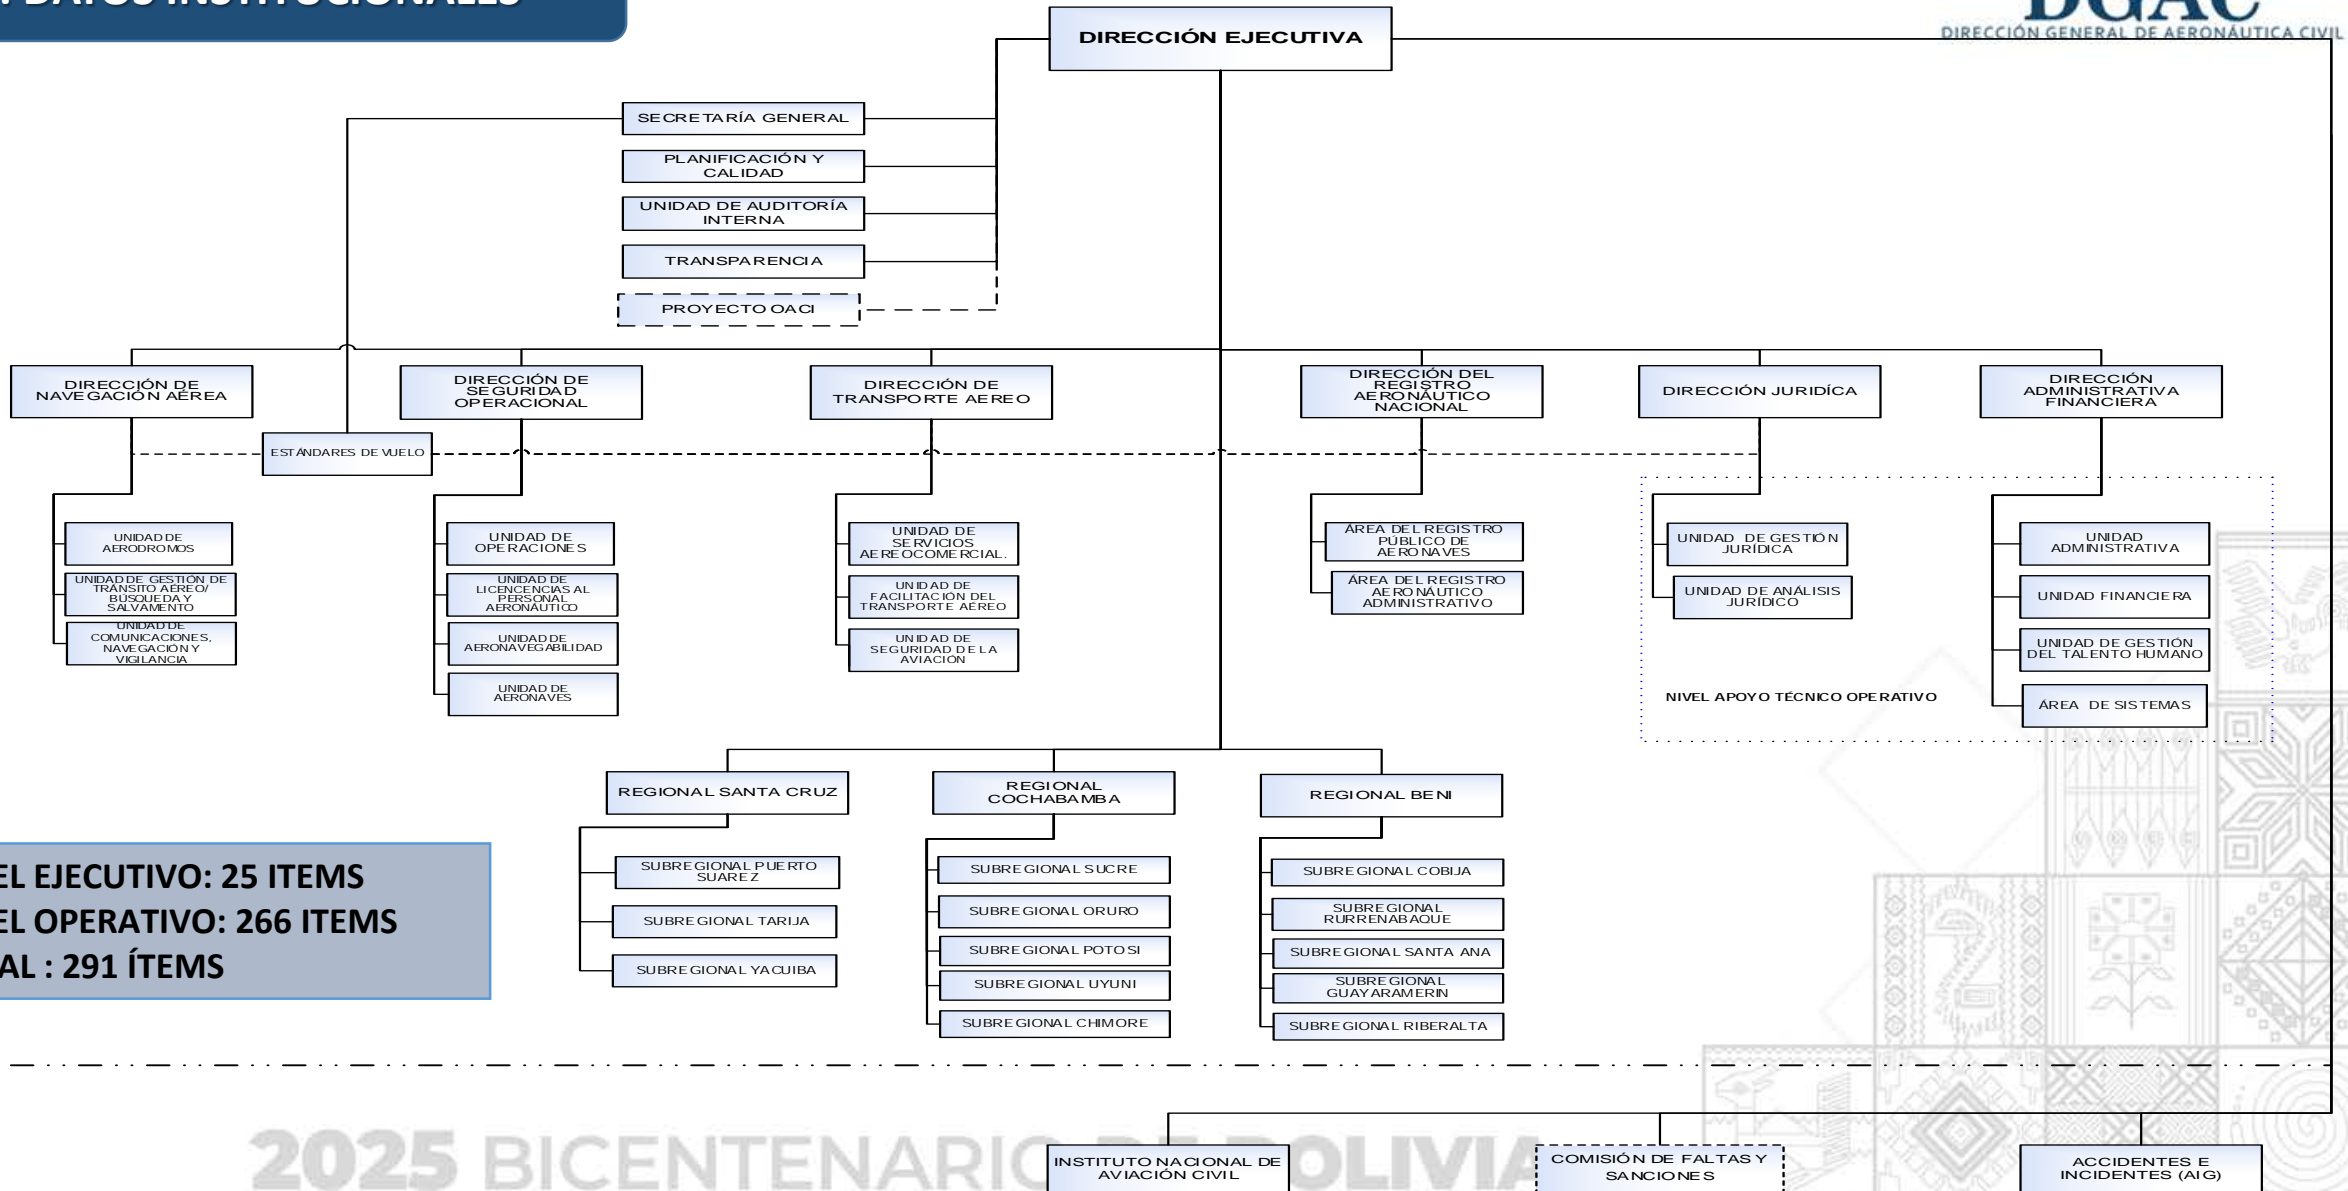 DATOS INSTITUCIONALES
DGAC
DIRECCIÓN GENERAL DE AERONÁUTICA CIVIL
DIRECCIÓN EJECUTIVA
SECRETARÍA GENERAL
PLANIFICACIÓN Y
CALIDAD
UNIDAD DE AUDITORÍA
INTERNA
TRANSPARENCIA
PROYECTO OACI
DIRECCIÓN DE
NAVEGACIÓN AÉREA
DIRECCIÓN DE
SEGURIDAD
OPERACIONAL
DIRECCIÓN DE
TRANSPORTE AEREO
DIRECCIÓN DEL
REGISTRO
AERONÁUTICO
NACIONAL
DIRECCIÓN JURIDÍCA
DIRECCIÓN
ADMINISTRATIVA
FINANCIERA
ESTÁNDARES DE VUELO
UNIDAD DE
AERODROMOS
UNIDAD DE GESTIÓN DE
TRÁNSITO AÉREO/
BÚSQUEDA Y
SALVAMENTO
UNIDAD DE
COMUNICACIONES,
NAVEGACIÓN Y
VIGILANCIA
UNIDAD DE
OPERACIONES
UNIDAD DE
LICENCENCIAS AL
PERSONAL
AERONÁUTICO
UNIDAD DE
AERONAVEGABILIDAD
UNIDAD DE
AERONAVES
UNIDAD DE
SERVICIOS
AEREOCOMERCIAL.
UNIDAD DE
FACILITACIÓN DEL
TRANSPORTE AÉREO
UNIDAD DE
SEGURIDAD DE LA
AVIACIÓN
ÁREA DEL REGISTRO
PÚBLICO DE
AERONAVES
ÁREA DEL REGISTRO
AERONÁUTICO
ADMINISTRATIVO
UNIDAD DE GESTIÓN
JURÍDICA
UNIDAD DE ANÁLISIS
JURÍDICO
UNIDAD
ADMINISTRATIVA
UNIDAD FINANCIERA
UNIDAD DE GESTIÓN
DEL TALENTO HUMANO
ÁREA DE SISTEMAS
NIVEL APOYO TÉCNICO OPERATIVO
REGIONAL SANTA CRUZ
REGIONAL
COCHABAMBA
REGIONAL BENI
SUBREGIONAL PUERTO
SUAREZ
SUBREGIONAL TARIJA
SUBREGIONAL YACUIBA
SUBREGIONAL SUCRE
SUBREGIONAL ORURO
SUBREGIONAL POTOSI
SUBREGIONAL UYUNI
SUBREGIONAL CHIMORE
SUBREGIONAL COBIJA
SUBREGIONAL
RURRENABAQUE
SUBREGIONAL SANTA ANA
SUBREGIONAL
GUAYARAMERIN
SUBREGIONAL RIBERALTA
EL EJECUTIVO: 25 ITEMS
EL OPERATIVO: 266 ITEMS
AL : 291 ÍTEMS
2025 BICENTENARIO DE BOLIVIA
INSTITUTO NACIONAL DE
AVIACIÓN CIVIL
COMISIÓN DE FALTAS Y
SANCIONES
ACCIDENTES E
INCIDENTES (AIG)